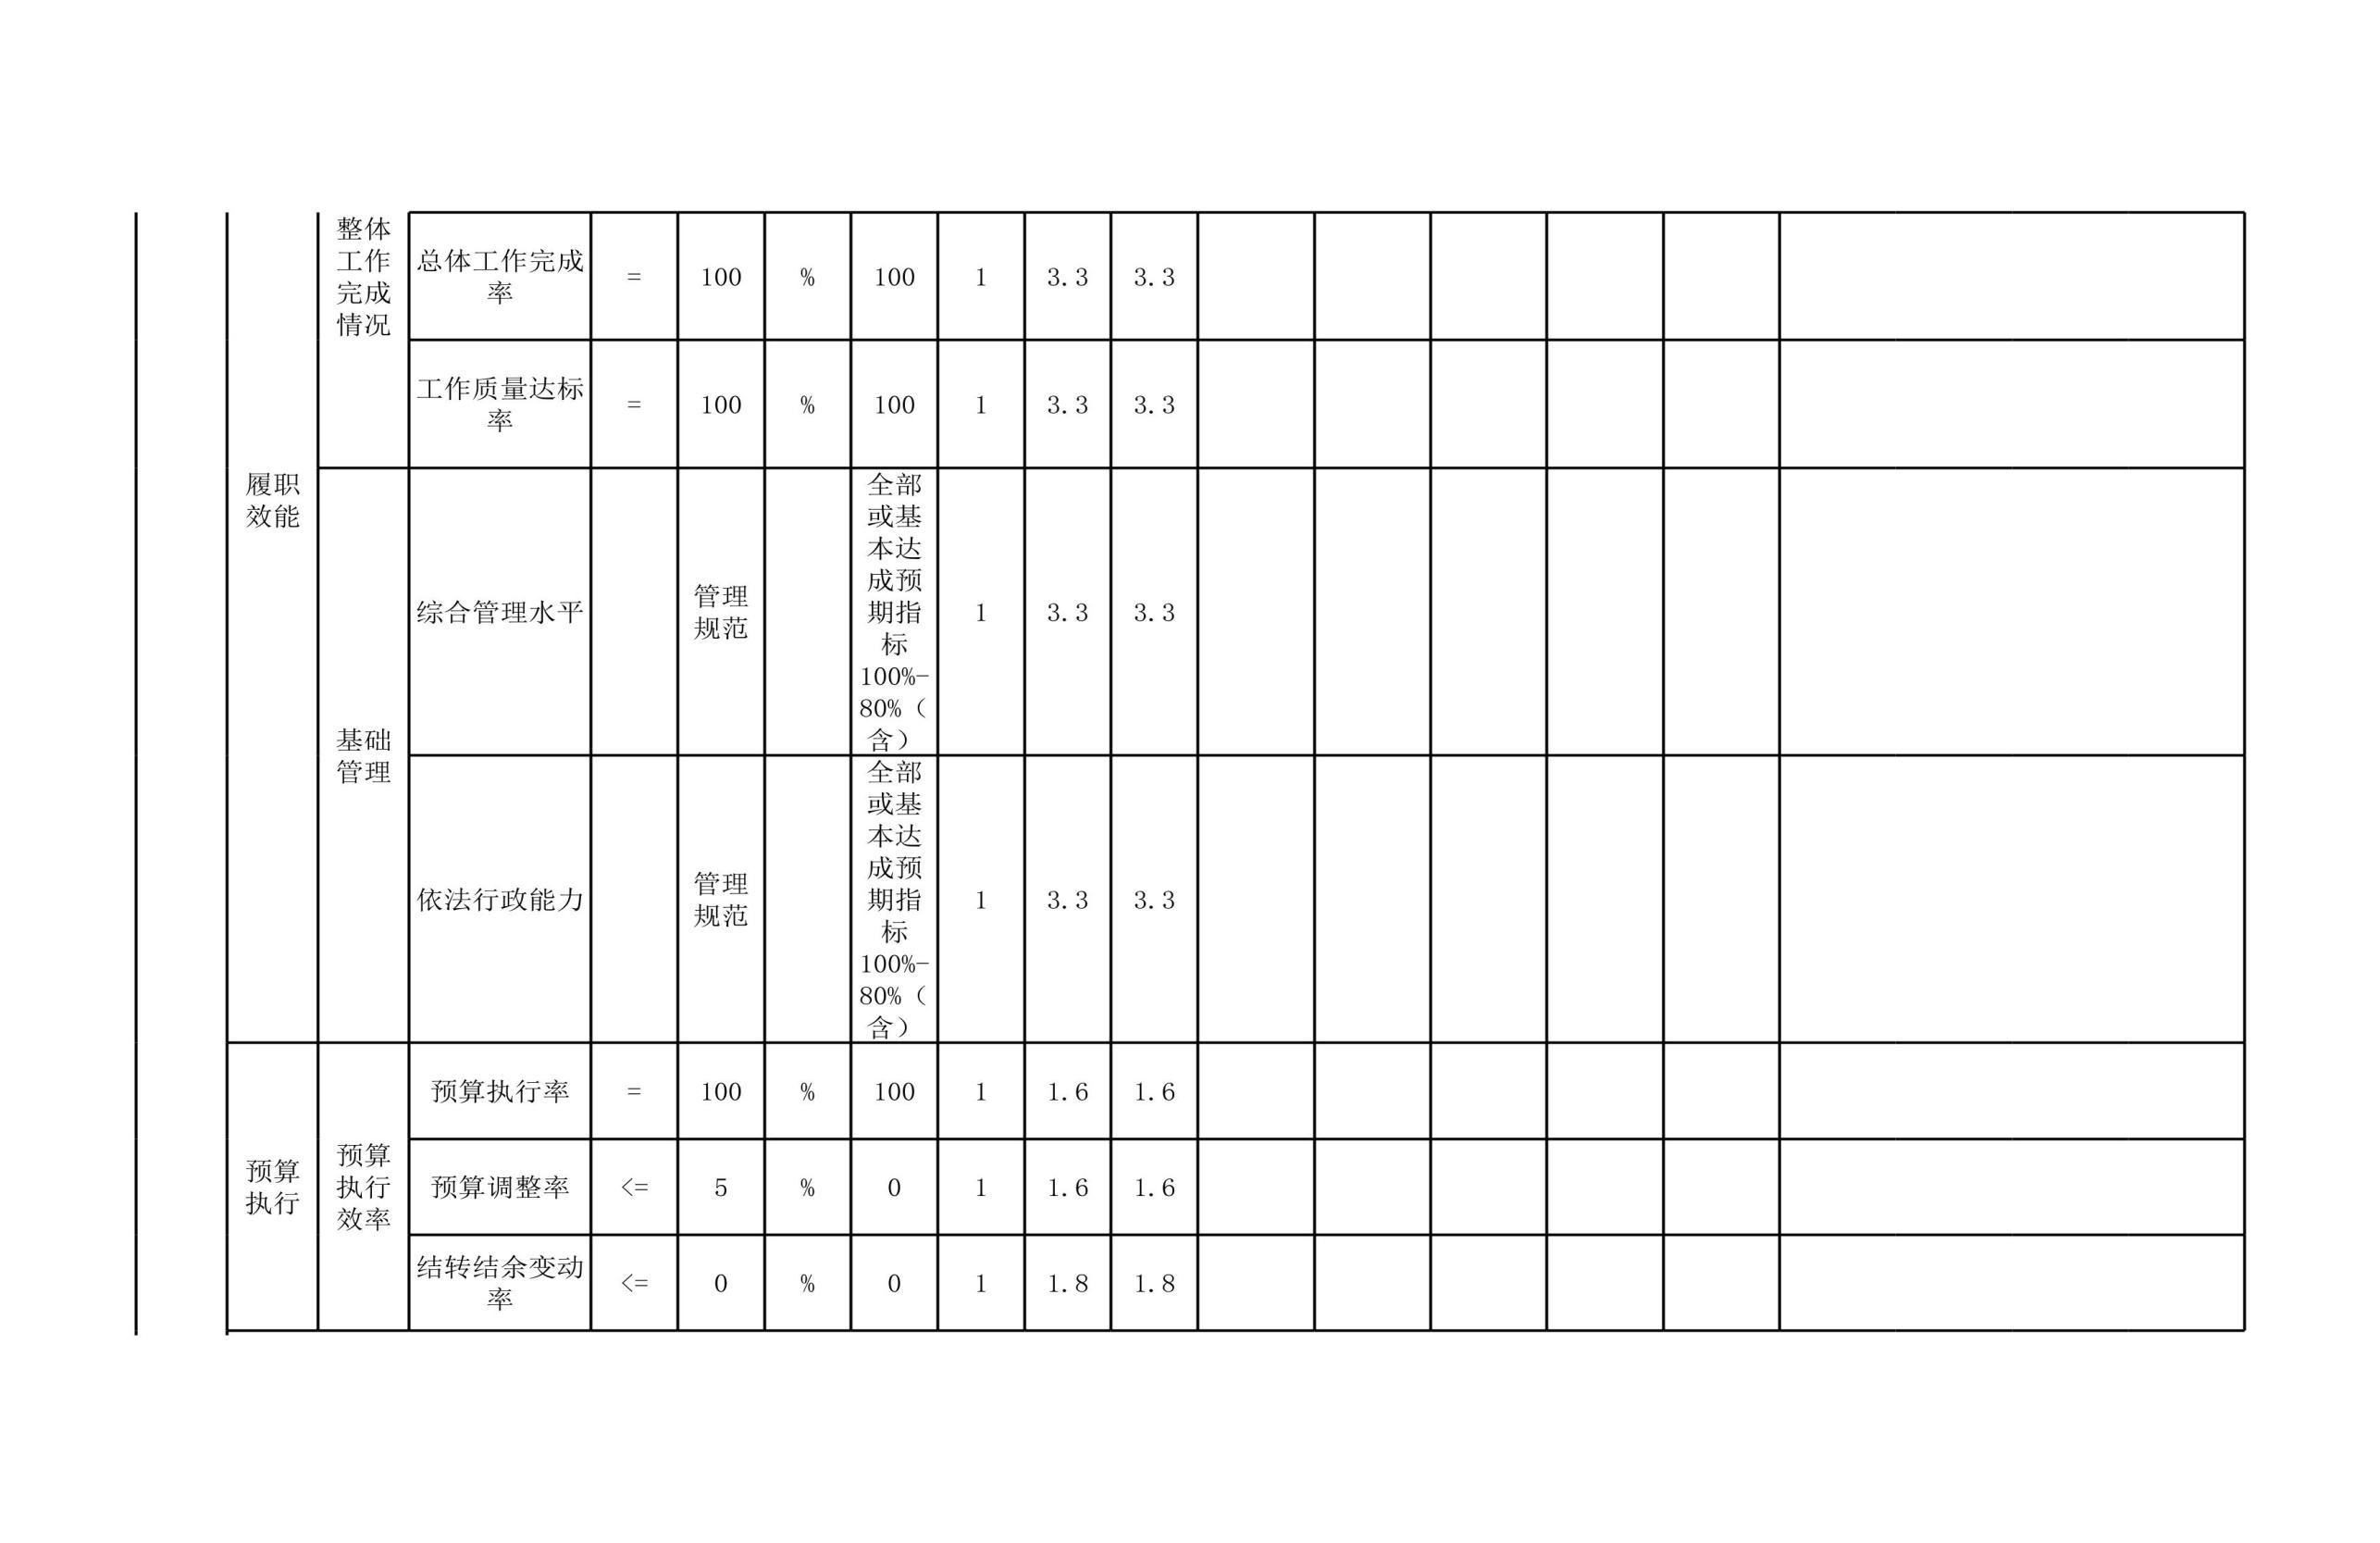 履职
效能
整体
工作
完成
情况
总体工作完成
率
=
100
%
100
1
3.3
3.3
工作质量达标
率
=
100
%
100
1
3.3
3.3
基础
管理
综合管理水平
管理
规范
全部
或基
本达
成预
期指
标
100%-
80%（
含）
1
3.3
3.3
依法行政能力
管理
规范
全部
或基
本达
成预
期指
标
100%-
80%（
含）
1
3.3
3.3
预算
执行
预算
执行
效率
预算执行率
=
100
%
100
1
1.6
1.6
预算调整率
<=
5
%
0
1
1.6
1.6
结转结余变动
率
<=
0
%
0
1
1.8
1.8